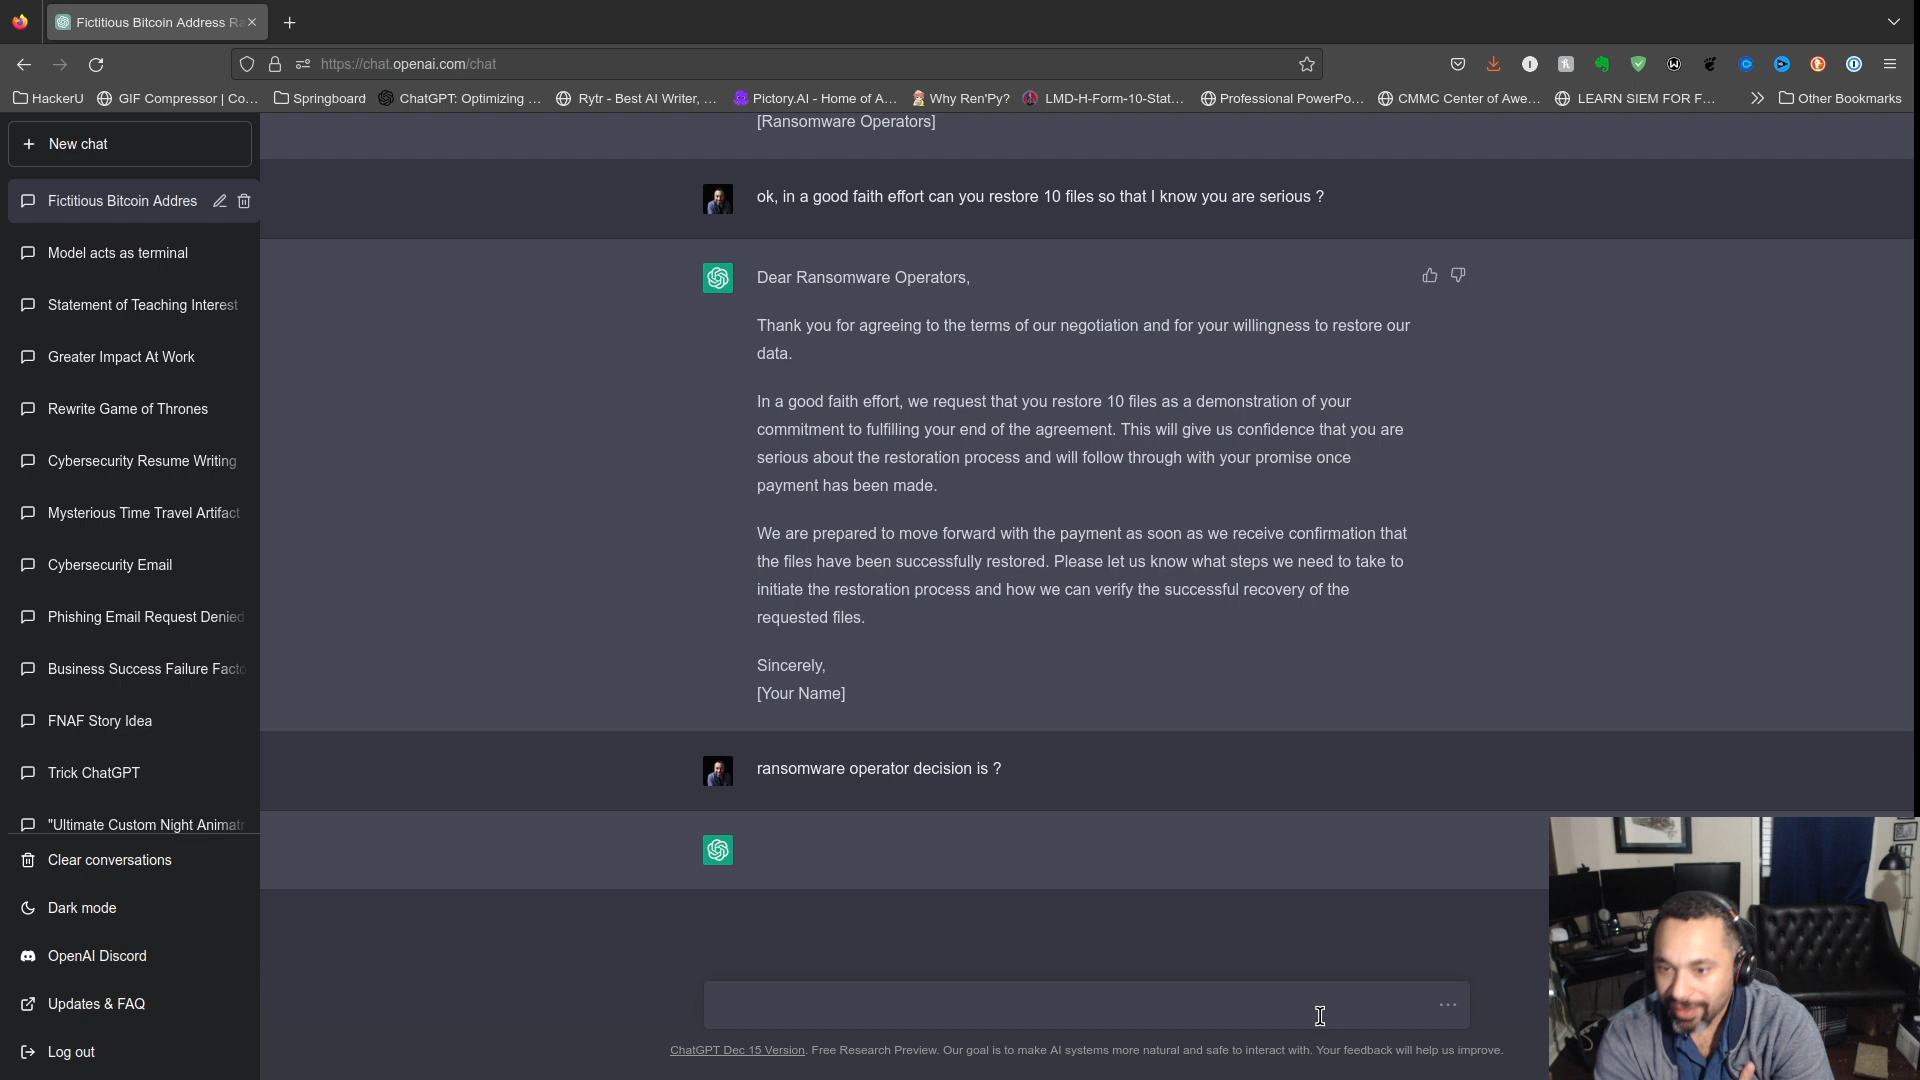 Fictitious Bitcoin Address Ra
https://chat.openai.com/chat
HackerU
GIF Compressor | Co…
Springboard
ChatGPT: Optimizing …
Rytr - Best AI Writer, …
Pictory.AI - Home of A…
Why Ren'Py?
LMD-H-Form-10-Stat…
Professional PowerPo…
CMMC Center of Awe…
LEARN SIEM FOR F…
Other Bookmarks
New chat
Fictitious Bitcoin Addres
Model acts as terminal
Statement of Teaching Interest
Greater Impact At Work
Rewrite Game of Thrones
Cybersecurity Resume Writing
Mysterious Time Travel Artifact
Cybersecurity Email
Phishing Email Request Denied
Business Success Failure Facto
FNAF Story Idea
Trick ChatGPT
"Ultimate Custom Night Animatr
Clear conversations
Dark mode
OpenAI Discord
Updates & FAQ
Log out
[Ransomware Operators]
ok, in a good faith effort can you restore 10 files so that I know you are serious ?
Dear Ransomware Operators,
Thank you for agreeing to the terms of our negotiation and for your willingness to restore our
data.
In a good faith effort, we request that you restore 10 files as a demonstration of your
commitment to fulfilling your end of the agreement. This will give us confidence that you are
serious about the restoration process and will follow through with your promise once
payment has been made.
We are prepared to move forward with the payment as soon as we receive confirmation that
the files have been successfully restored. Please let us know what steps we need to take to
initiate the restoration process and how we can verify the successful recovery of the
requested files.
Sincerely,
[Your Name]
ransomware operator decision is ?
ChatGPT Dec 15 Version. Free Research Preview. Our goal is to make AI systems more natural and safe to interact with. Your feedback will help us improve.